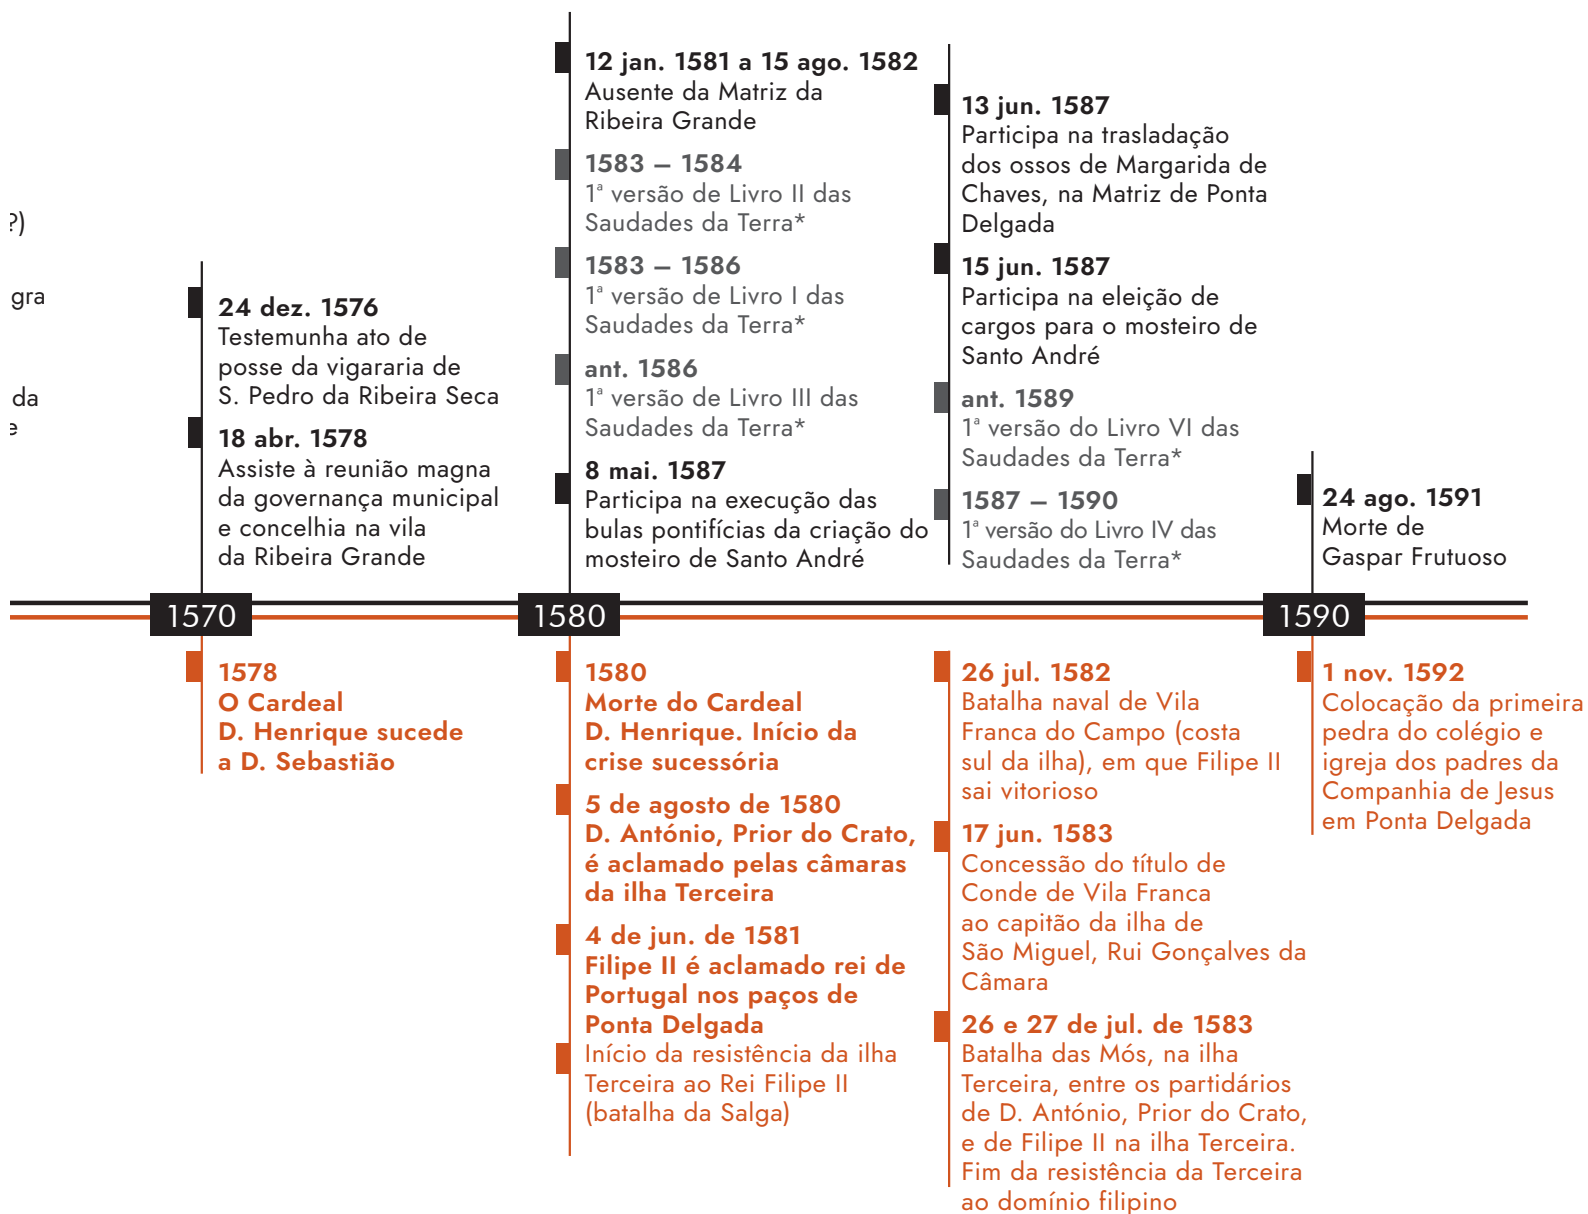 ?)
gra
da
e
24 dez. 1576
Testemunha ato de
posse da vigararia de
S. Pedro da Ribeira Seca
18 abr. 1578
Assiste à reunião magna
da governança municipal
e concelhia na vila
da Ribeira Grande
12 jan. 1581 a 15 ago. 1582
Ausente da Matriz da
Ribeira Grande
1583 – 1584
1ª versão de Livro II das
Saudades da Terra*
1583 – 1586
1ª versão de Livro I das
Saudades da Terra*
ant. 1586
1ª versão de Livro III das
Saudades da Terra*
8 mai. 1587
Participa na execução das
bulas pontifícias da criação do
mosteiro de Santo André
13 jun. 1587
Participa na trasladação
dos ossos de Margarida de
Chaves, na Matriz de Ponta
Delgada
15 jun. 1587
Participa na eleição de
cargos para o mosteiro de
Santo André
ant. 1589
1ª versão do Livro VI das
Saudades da Terra*
1587 – 1590
1ª versão do Livro IV das
Saudades da Terra*
24 ago. 1591
Morte de
Gaspar Frutuoso
1570
1580
1590
1578
O Cardeal
D. Henrique sucede
a D. Sebastião
1580
Morte do Cardeal
D. Henrique. Início da
crise sucessória
5 de agosto de 1580
D. António, Prior do Crato,
é aclamado pelas câmaras
da ilha Terceira
4 de jun. de 1581
Filipe II é aclamado rei de
Portugal nos paços de
Ponta Delgada
Início da resistência da ilha
Terceira ao Rei Filipe II
(batalha da Salga)
26 jul. 1582
Batalha naval de Vila
Franca do Campo (costa
sul da ilha), em que Filipe II
sai vitorioso
17 jun. 1583
Concessão do título de
Conde de Vila Franca
ao capitão da ilha de
São Miguel, Rui Gonçalves da
Câmara
26 e 27 de jul. de 1583
Batalha das Mós, na ilha
Terceira, entre os partidários
de D. António, Prior do Crato,
e de Filipe II na ilha Terceira.
Fim da resistência da Terceira
ao domínio filipino
1 nov. 1592
Colocação da primeira
pedra do colégio e
igreja dos padres da
Companhia de Jesus
em Ponta Delgada